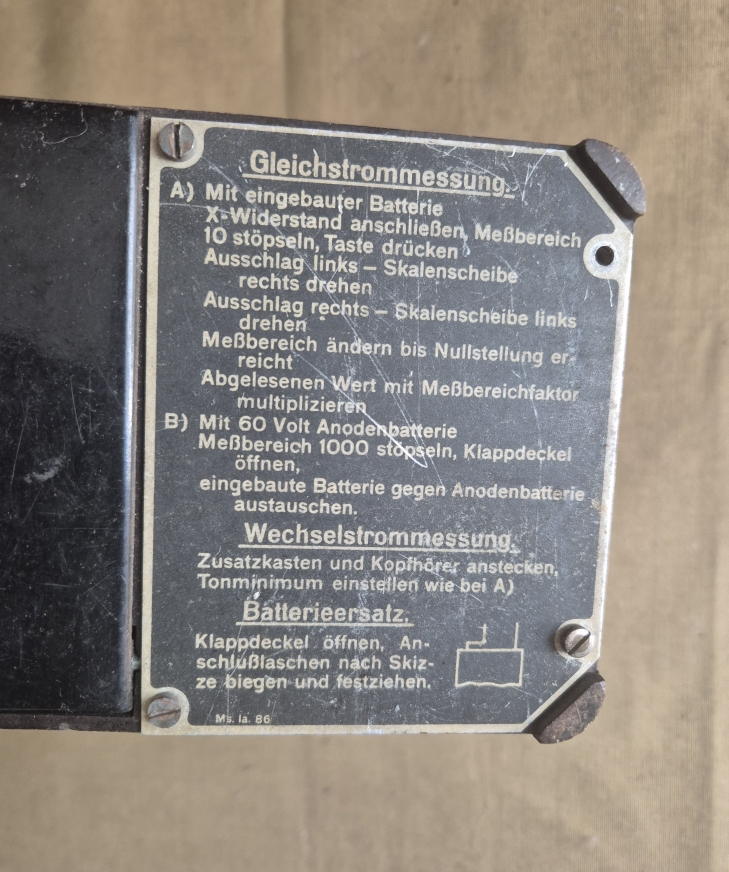 Gleichstrommessung.
A) Mit eingebauter Batterie
X-Widerstand anschließen, Meßbereich
10 stöpseln, Taste drücken
Ausschlag links – Skalenscheibe
rechts drehen
Ausschlag rechts – Skalenscheibe links
drehen
Meßbereich ändern bis Nullstellung er-
reicht
Abgelesenen Wert mit Meßbereichfaktor
multiplizieren
B) Mit 60 Volt Anodenbatterie
Meßbereich 1000 stöpseln, Klappdeckel
öffnen,
eingebaute Batterie gegen Anodenbatterie
austauschen.
Wechselstrommessung.
Zusatzkasten und Kopfhörer anstecken,
Tonminimum einstellen wie bei A)
Batterieersatz.
Klappdeckel öffnen, An-
schlußlaschen nach Skiz-
ze biegen und festziehen.
Ms. la. 86